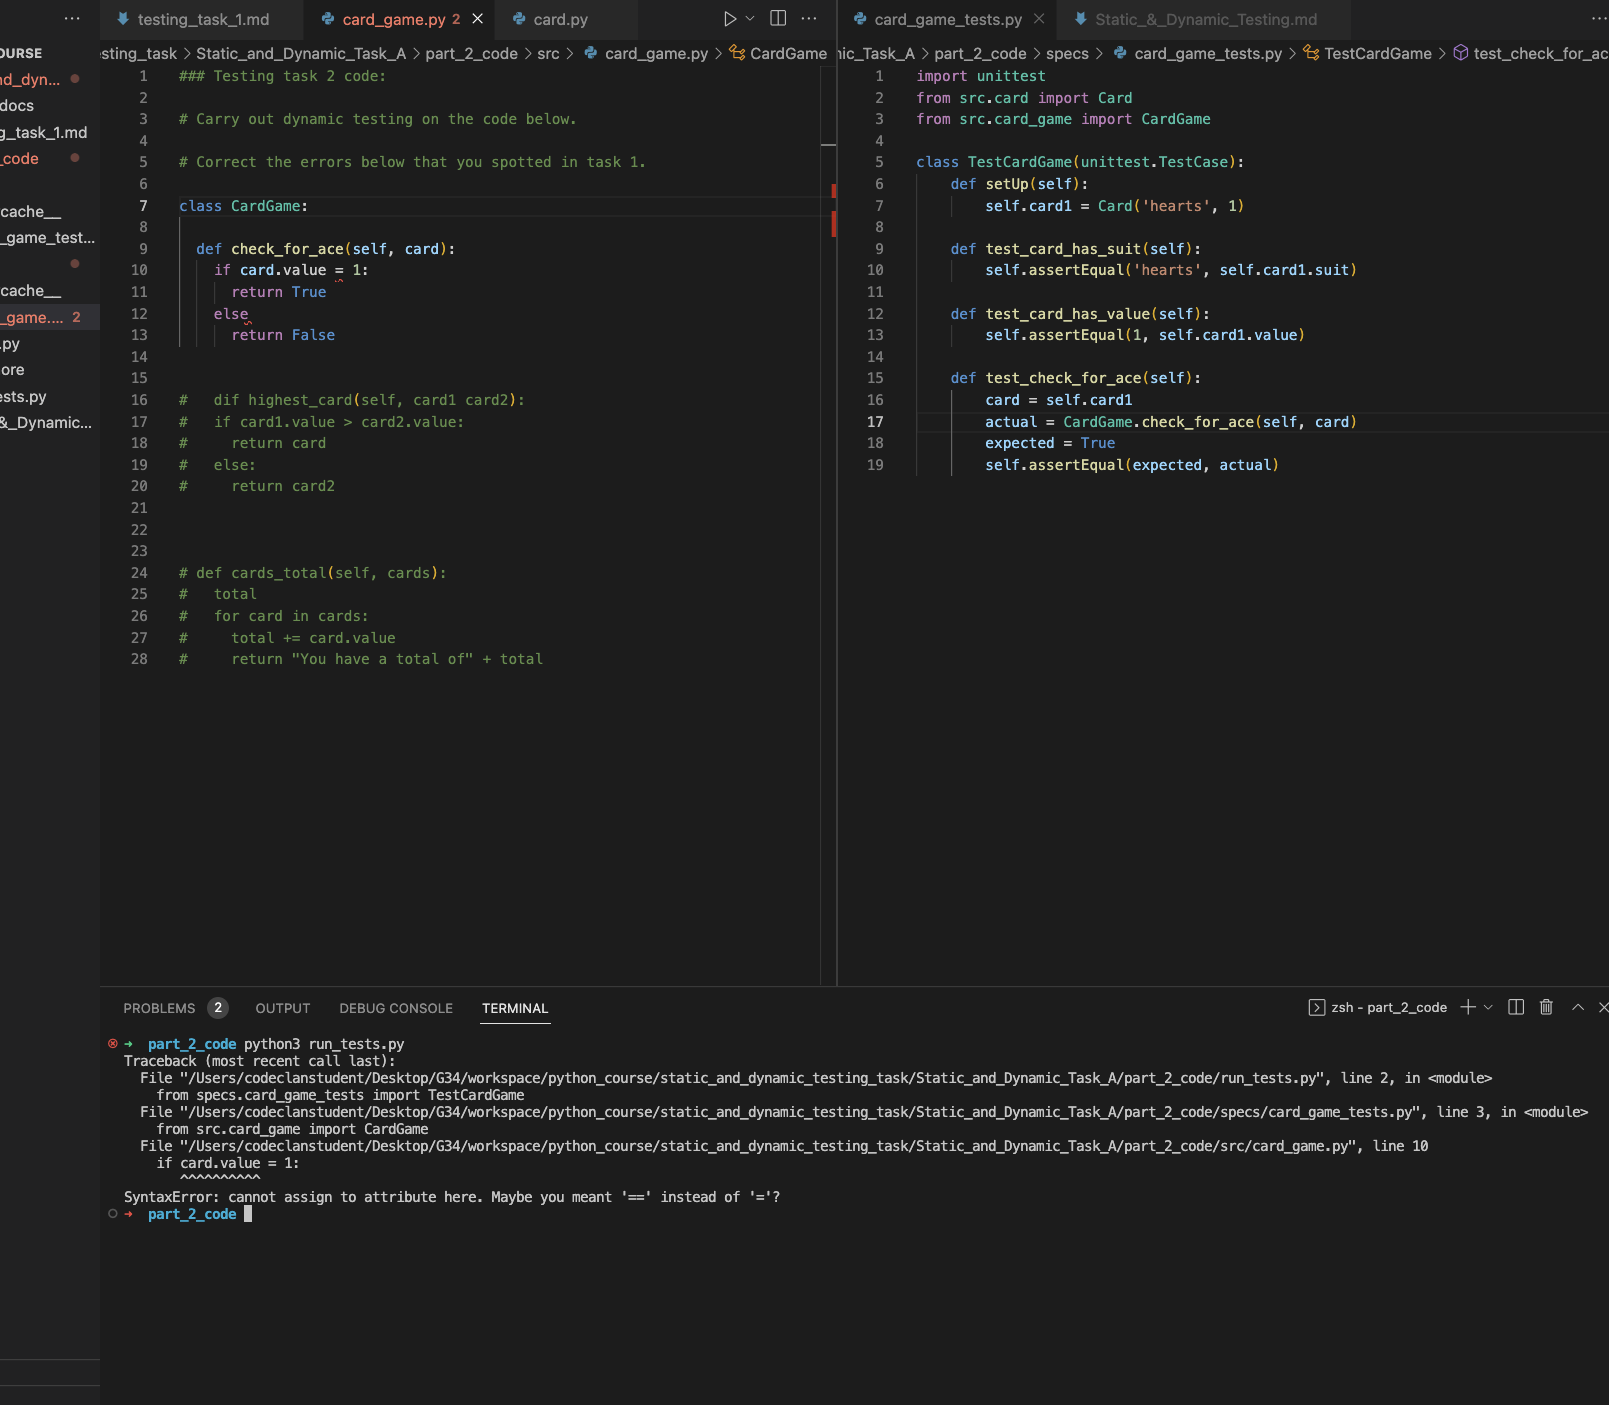 OURSE
nd_dyn...
docs
g_task_1.md
_code
cache__
_game_test...
cache__
_game.... 2
.py
ore
ests.py
&_Dynamic...
testing_task_1.md
card_game.py 2
card.py
esting_task > Static_and_Dynamic_Task_A > part_2_code > src > card_game.py > CardGame
1 ### Testing task 2 code:
2
3 # Carry out dynamic testing on the code below.
4
5 # Correct the errors below that you spotted in task 1.
6
7 class CardGame:
8
9   def check_for_ace(self, card):
10     if card.value = 1:
11       return True
12     else
13       return False
14
15
16 #   dif highest_card(self, card1 card2):
17 #   if card1.value > card2.value:
18 #     return card
19 #   else:
20 #     return card2
21
22
23
24 # def cards_total(self, cards):
25 #   total
26 #   for card in cards:
27 #     total += card.value
28 #     return "You have a total of" + total
card_game_tests.py
Static_&_Dynamic_Testing.md
nic_Task_A > part_2_code > specs > card_game_tests.py > TestCardGame > test_check_for_ac
1 import unittest
2 from src.card import Card
3 from src.card_game import CardGame
4
5 class TestCardGame(unittest.TestCase):
6     def setUp(self):
7         self.card1 = Card('hearts', 1)
8
9     def test_card_has_suit(self):
10         self.assertEqual('hearts', self.card1.suit)
11
12     def test_card_has_value(self):
13         self.assertEqual(1, self.card1.value)
14
15     def test_check_for_ace(self):
16         card = self.card1
17         actual = CardGame.check_for_ace(self, card)
18         expected = True
19         self.assertEqual(expected, actual)
PROBLEMS 2 OUTPUT DEBUG CONSOLE TERMINAL
zsh - part_2_code
→ part_2_code python3 run_tests.py
Traceback (most recent call last):
  File "/Users/codeclanstudent/Desktop/G34/workspace/python_course/static_and_dynamic_testing_task/Static_and_Dynamic_Task_A/part_2_code/run_tests.py", line 2, in <module>
    from specs.card_game_tests import TestCardGame
  File "/Users/codeclanstudent/Desktop/G34/workspace/python_course/static_and_dynamic_testing_task/Static_and_Dynamic_Task_A/part_2_code/specs/card_game_tests.py", line 3, in <module>
    from src.card_game import CardGame
  File "/Users/codeclanstudent/Desktop/G34/workspace/python_course/static_and_dynamic_testing_task/Static_and_Dynamic_Task_A/part_2_code/src/card_game.py", line 10
    if card.value = 1:
       ^^^^^^^^^^
SyntaxError: cannot assign to attribute here. Maybe you meant '==' instead of '='?
→ part_2_code